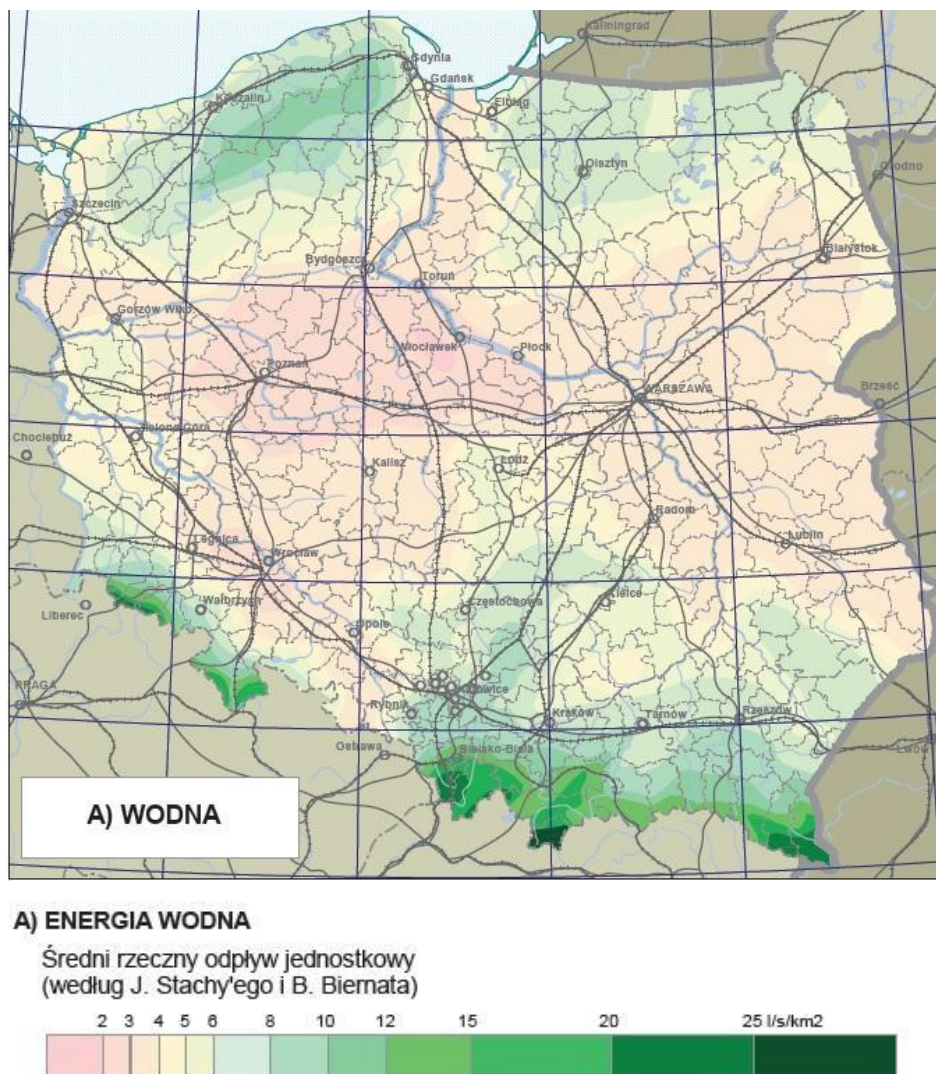 Kaliningrad
Gdynia
Gdańsk
Koszalin
Elbląg
Olsztyn
Grodno
Szczecin
Białystok
Bydgoszcz
Toruń
Gorzów Wlkp.
Włocławek
Płock
Poznań
WARSZAWA
Brześć
Zielona Góra
Chociebuż
Kalisz
Łódź
Radom
Lublin
Legnica
Wrocław
Liberec
Wałbrzych
Częstochowa
Kielce
Opole
PRAGA
Katowice
Rybnik
Kraków
Tarnów
Rzeszów
Ostrawa
Bielsko-Biała
Lwów
A) WODNA
A) ENERGIA WODNA
Średni rzeczny odpływ jednostkowy
(według J. Stachy'ego i B. Biernata)
2 3 4 5 6 8 10 12 15 20 25 l/s/km2